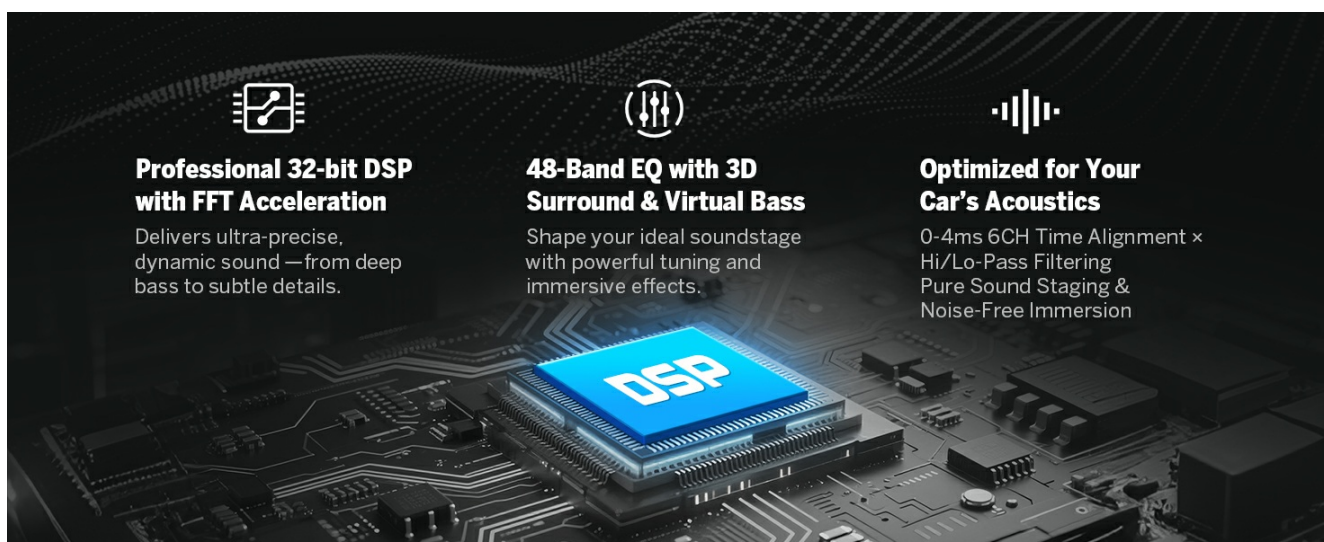 Professional 32-bit DSP
with FFT Acceleration
Delivers ultra-precise,
dynamic sound —from deep
bass to subtle details.
48-Band EQ with 3D
Surround & Virtual Bass
Shape your ideal soundstage
with powerful tuning and
immersive effects.
Optimized for Your
Car's Acoustics
0-4ms 6CH Time Alignment ×
Hi/Lo-Pass Filtering
Pure Sound Staging &
Noise-Free Immersion
DSP